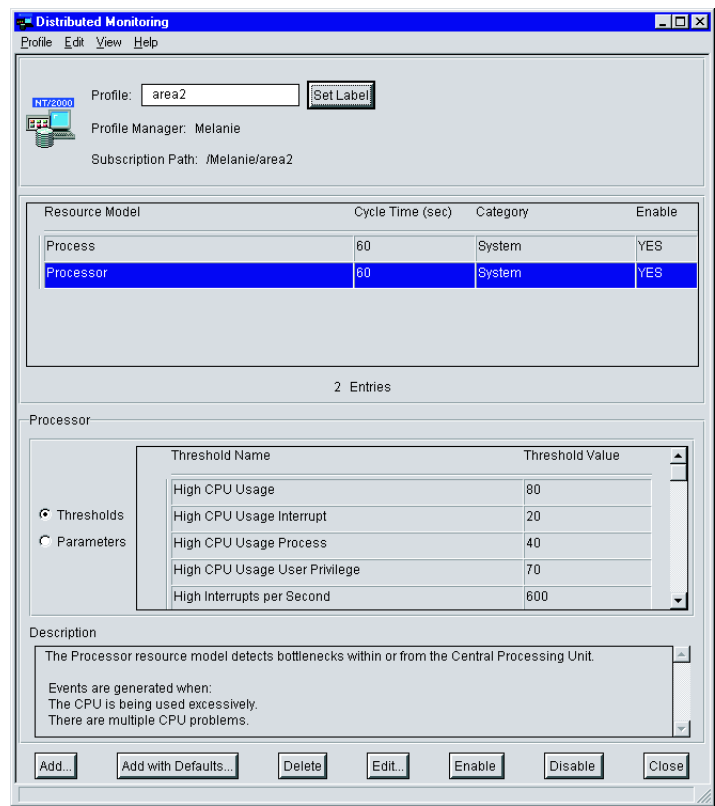 Distributed Monitoring
Profile Edit View Help
NT/2000
Profile: area2 Set Label
Profile Manager: Melanie
Subscription Path: /Melanie/area2
Resource Model Cycle Time (sec) Category Enable
Process 60 System YES
Processor 60 System YES
2 Entries
Processor
Threshold Name Threshold Value
High CPU Usage 80
High CPU Usage Interrupt 20
Thresholds
High CPU Usage Process 40
Parameters
High CPU Usage User Privilege 70
High Interrupts per Second 600
Description
The Processor resource model detects bottlenecks within or from the Central Processing Unit.
Events are generated when:
The CPU is being used excessively.
There are multiple CPU problems.
Add... Add with Defaults... Delete Edit... Enable Disable Close